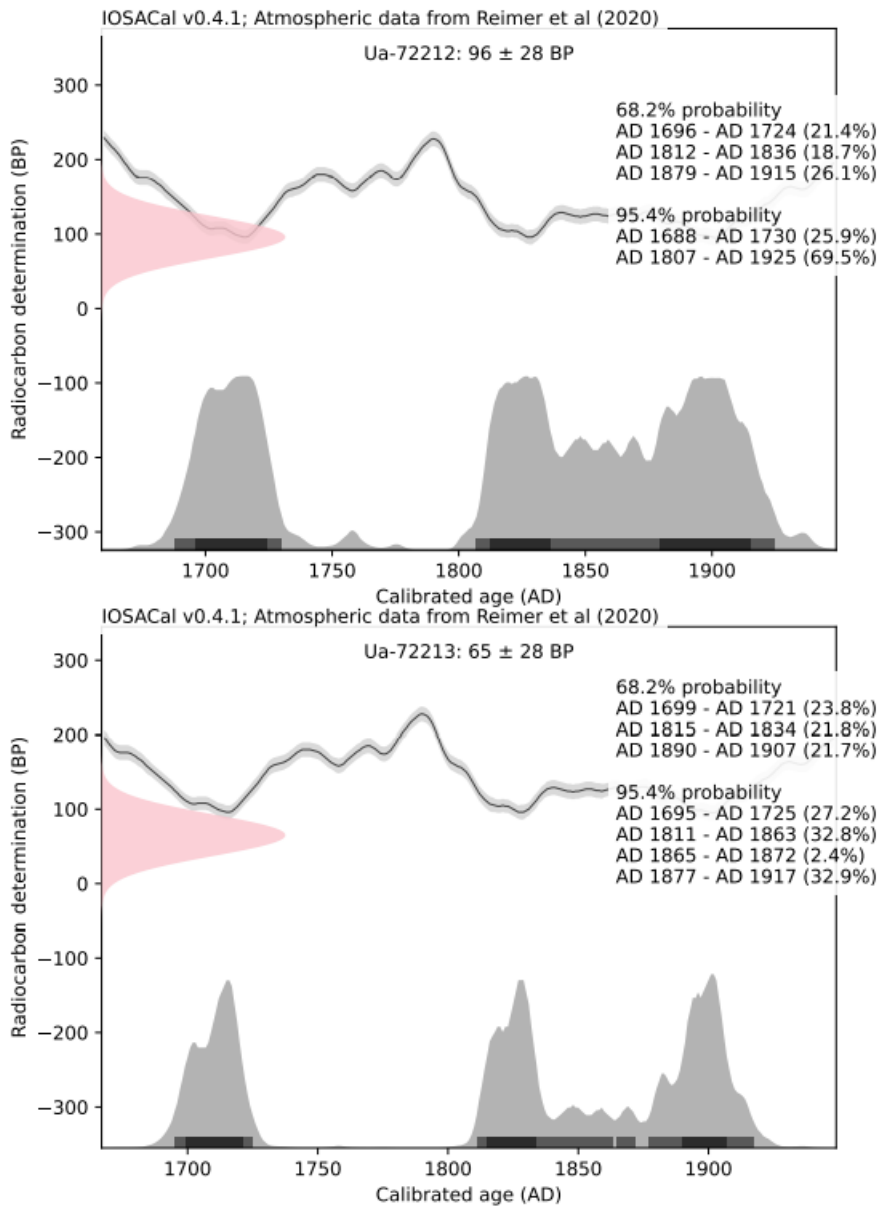 IOSACal v0.4.1; Atmospheric data from Reimer et al (2020)
Ua-72212: 96 ± 28 BP
68.2% probability
AD 1696 - AD 1724 (21.4%)
AD 1812 - AD 1836 (18.7%)
AD 1879 - AD 1915 (26.1%)
95.4% probability
AD 1688 - AD 1730 (25.9%)
AD 1807 - AD 1925 (69.5%)
Radiocarbon determination (BP)
300
200
100
0
−100
−200
−300
1700 1750 1800 1850 1900
Calibrated age (AD)
IOSACal v0.4.1; Atmospheric data from Reimer et al (2020)
Ua-72213: 65 ± 28 BP
68.2% probability
AD 1699 - AD 1721 (23.8%)
AD 1815 - AD 1834 (21.8%)
AD 1890 - AD 1907 (21.7%)
95.4% probability
AD 1695 - AD 1725 (27.2%)
AD 1811 - AD 1863 (32.8%)
AD 1865 - AD 1872 (2.4%)
AD 1877 - AD 1917 (32.9%)
Radiocarbon determination (BP)
300
200
100
0
−100
−200
−300
1700 1750 1800 1850 1900
Calibrated age (AD)